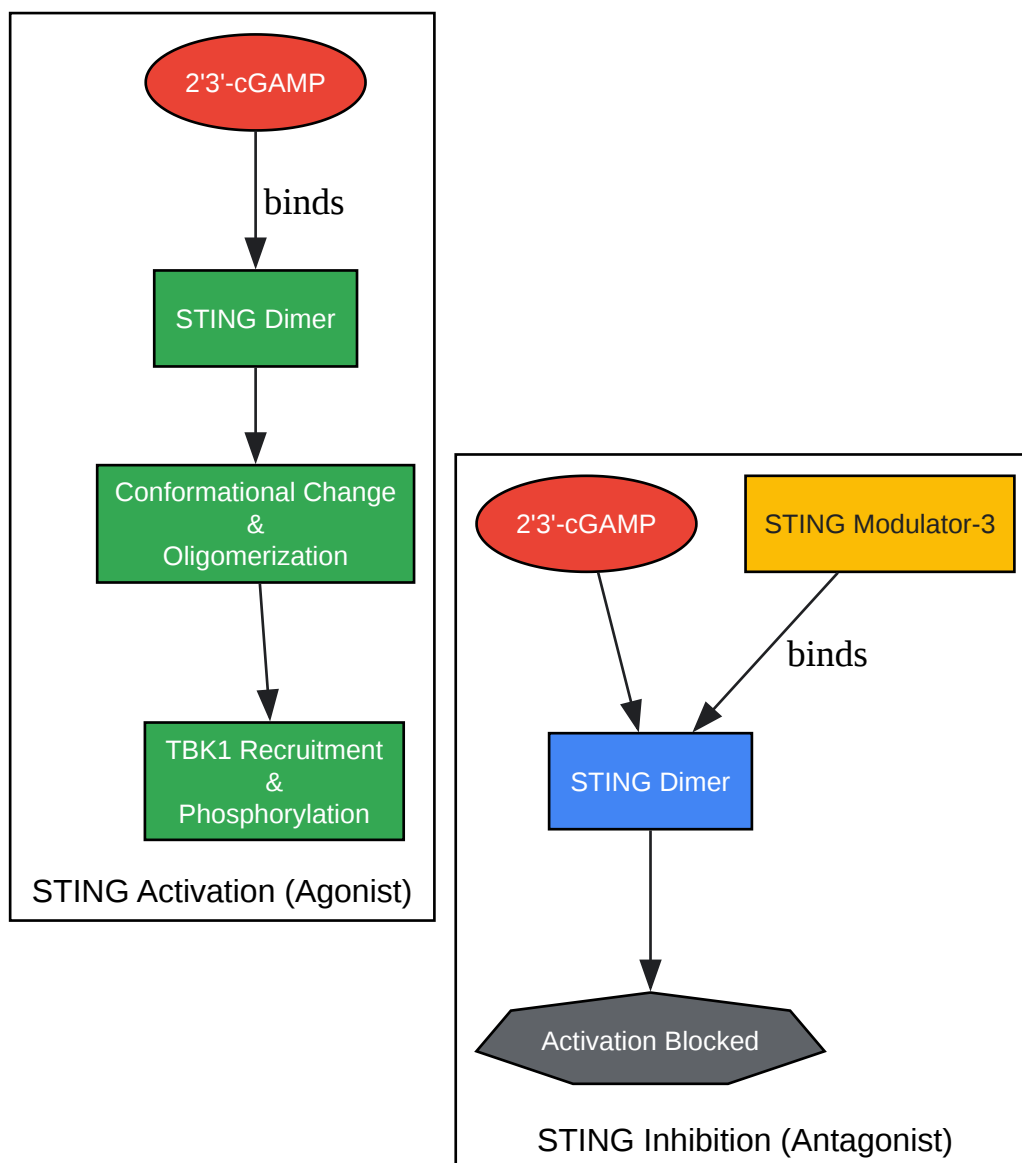 2'3'-cGAMP
binds
STING Dimer
Conformational Change
&
Oligomerization
TBK1 Recruitment
&
Phosphorylation
STING Activation (Agonist)
2'3'-cGAMP
STING Modulator-3
binds
STING Dimer
Activation Blocked
STING Inhibition (Antagonist)